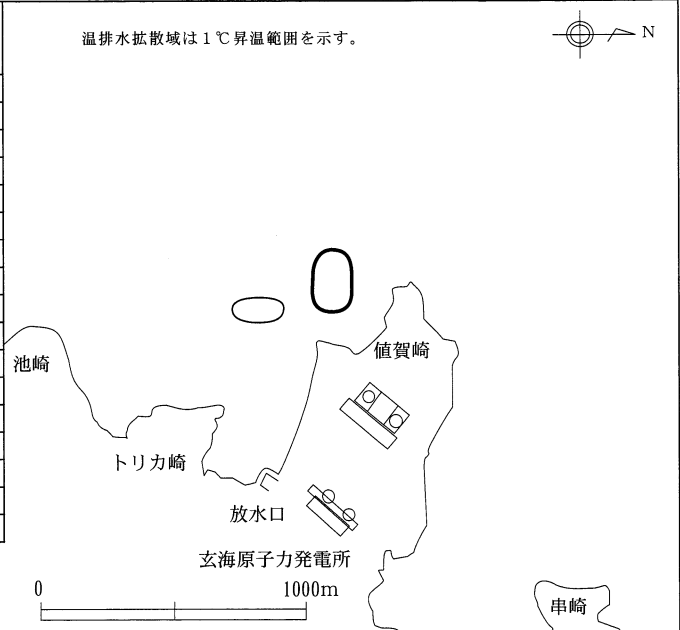 温排水拡散域は１℃昇温範囲を示す。
N
値賀崎
池崎
トリカ崎
放水口
玄海原子力発電所
0 1000m
串崎